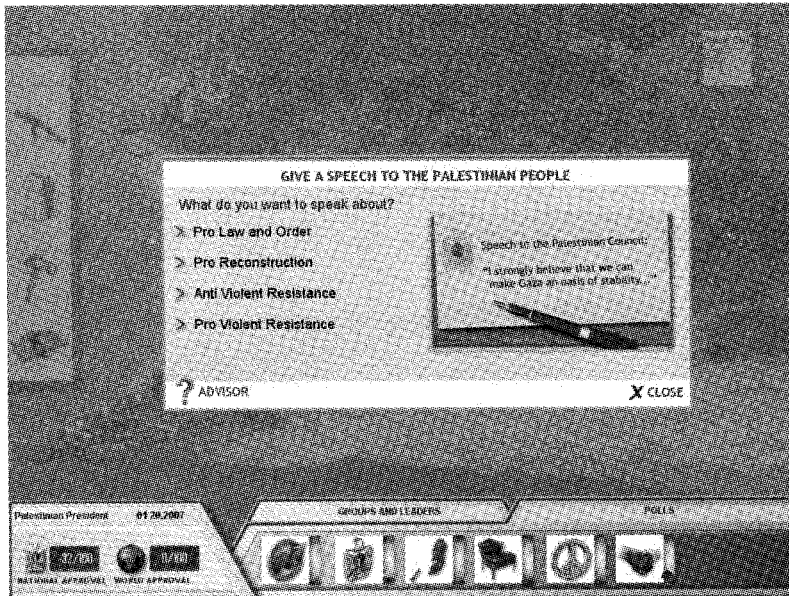 GIVE A SPEECH TO THE PALESTINIAN PEOPLE
What do you want to speak about?
> Pro Law and Order
> Pro Reconstruction
> Anti Violent Resistance
> Pro Violent Resistance
Speech to the Palestinian Council:
"I strongly believe that we can
make Gaza an oasis of stability..."
? ADVISOR
X CLOSE
Palestinian President 01.29.2007
GROUPS AND LEADERS
POLLS
0/100
NATIONAL APPROVAL WORLD APPROVAL